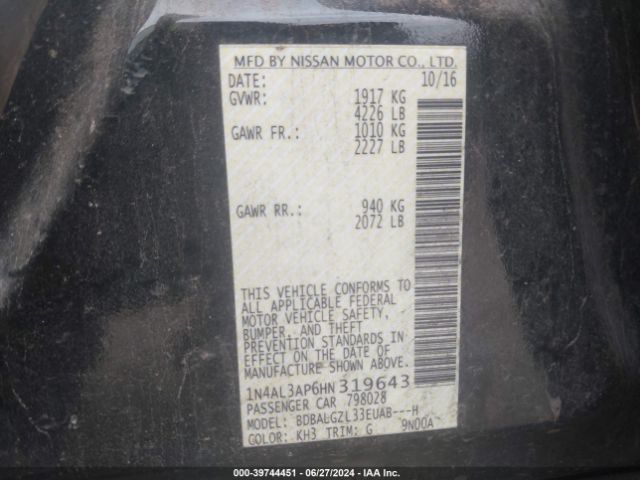 MFD BY NISSAN MOTOR CO., LTD.
DATE: 10/16
GVWR: 1917 KG
4226 LB
GAWR FR.: 1010 KG
2227 LB
GAWR RR.: 940 KG
2072 LB
THIS VEHICLE CONFORMS TO
ALL APPLICABLE FEDERAL
MOTOR VEHICLE SAFETY,
BUMPER, AND THEFT
PREVENTION STANDARDS IN
EFFECT ON THE DATE OF
MANUFACTURE SHOWN ABOVE.
1N4AL3AP6HN319643
PASSENGER CAR 798028
MODEL: BDBALGZL33EUAB---H
COLOR: KH3 TRIM: G 9N00A
000-39744451 - 06/27/2024 - IAAI.COM